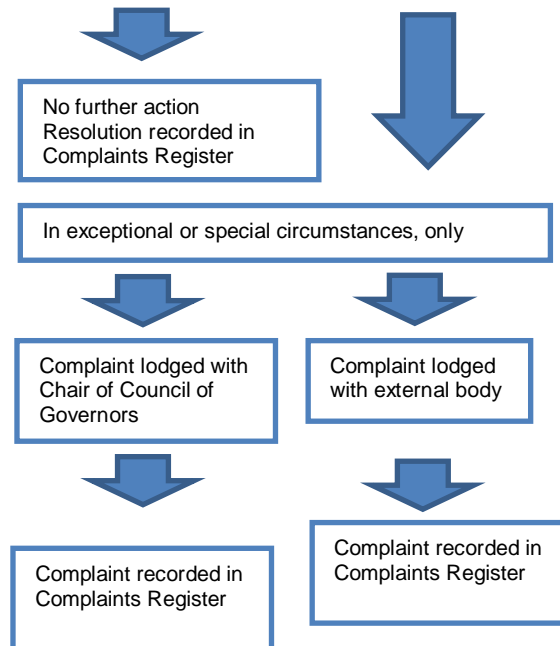 No further action
Resolution recorded in
Complaints Register
In exceptional or special circumstances, only
Complaint lodged with
Chair of Council of
Governors
Complaint lodged
with external body
Complaint recorded in
Complaints Register
Complaint recorded in
Complaints Register